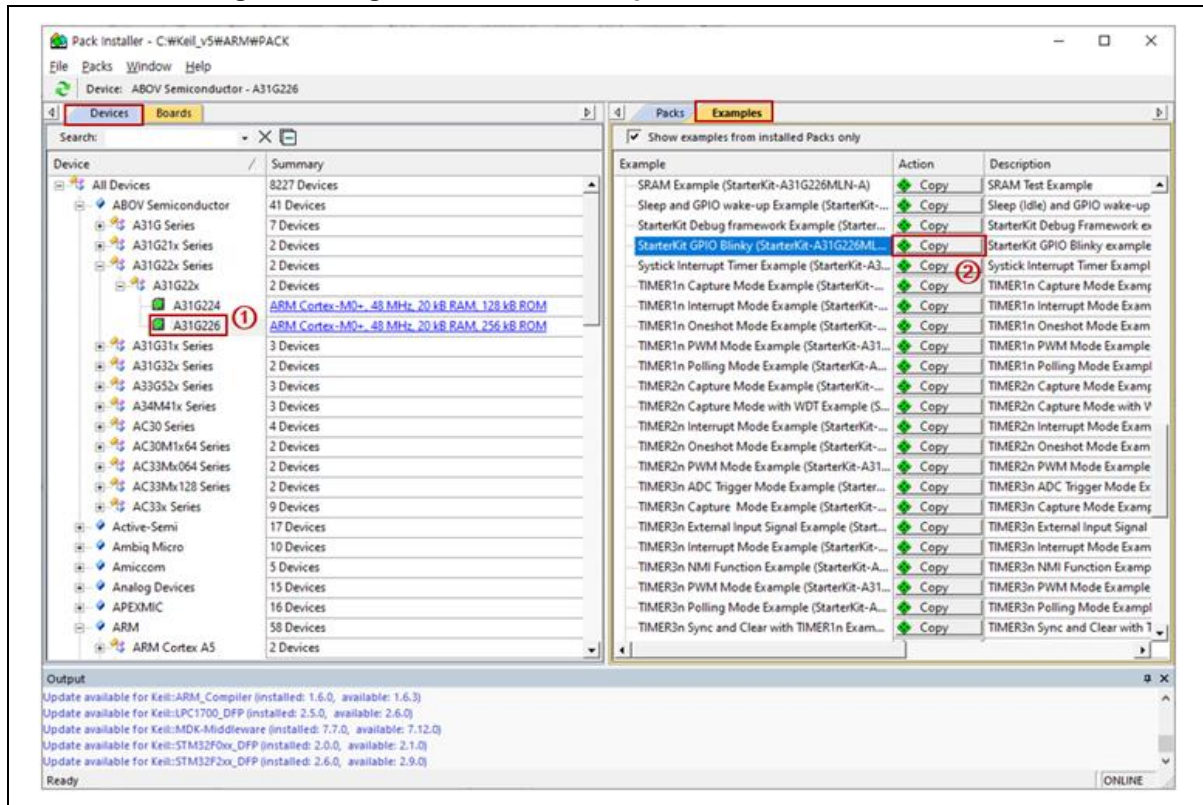 Pack Installer - C:₩Keil_v5₩ARM₩PACK
File Packs Window Help
Device: ABOV Semiconductor - A31G226
Devices Boards
Search:
Device / Summary
All Devices 8227 Devices
ABOV Semiconductor 41 Devices
A31G Series 7 Devices
A31G21x Series 2 Devices
A31G22x Series 2 Devices
A31G22x 2 Devices
A31G224 ARM Cortex-M0+, 48 MHz, 20 kB RAM, 128 kB ROM
A31G226 ① ARM Cortex-M0+, 48 MHz, 20 kB RAM, 256 kB ROM
A31G31x Series 3 Devices
A31G32x Series 2 Devices
A33G52x Series 3 Devices
A34M41x Series 3 Devices
AC30 Series 4 Devices
AC30M1x64 Series 2 Devices
AC33Mx064 Series 2 Devices
AC33Mx128 Series 2 Devices
AC33x Series 9 Devices
Active-Semi 17 Devices
Ambiq Micro 10 Devices
Amiccom 5 Devices
Analog Devices 15 Devices
APEXMIC 16 Devices
ARM 58 Devices
ARM Cortex A5 2 Devices
Packs Examples
Show examples from installed Packs only
Example Action Description
SRAM Example (StarterKit-A31G226MLN-A) Copy SRAM Test Example
Sleep and GPIO wake-up Example (StarterKit-... Copy Sleep (Idle) and GPIO wake-up
StarterKit Debug framework Example (Starter... Copy StarterKit Debug Framework ex
StarterKit GPIO Blinky (StarterKit-A31G226ML... Copy StarterKit GPIO Blinky example
Systick Interrupt Timer Example (StarterKit-A3... Copy ② Systick Interrupt Timer Exampl
TIMER1n Capture Mode Example (StarterKit-... Copy TIMER1n Capture Mode Examp
TIMER1n Interrupt Mode Example (StarterKit-... Copy TIMER1n Interrupt Mode Exam
TIMER1n Oneshot Mode Example (StarterKit-... Copy TIMER1n Oneshot Mode Exam
TIMER1n PWM Mode Example (StarterKit-A31... Copy TIMER1n PWM Mode Example
TIMER1n Polling Mode Example (StarterKit-A... Copy TIMER1n Polling Mode Exampl
TIMER2n Capture Mode Example (StarterKit-... Copy TIMER2n Capture Mode Examp
TIMER2n Capture Mode with WDT Example (S... Copy TIMER2n Capture Mode with W
TIMER2n Interrupt Mode Example (StarterKit-... Copy TIMER2n Interrupt Mode Exam
TIMER2n Oneshot Mode Example (StarterKit-... Copy TIMER2n Oneshot Mode Exam
TIMER2n PWM Mode Example (StarterKit-A31... Copy TIMER2n PWM Mode Example
TIMER3n ADC Trigger Mode Example (Starter... Copy TIMER3n ADC Trigger Mode Ex
TIMER3n Capture Mode Example (StarterKit-... Copy TIMER3n Capture Mode Examp
TIMER3n External Input Signal Example (Start... Copy TIMER3n External Input Signal
TIMER3n Interrupt Mode Example (StarterKit-... Copy TIMER3n Interrupt Mode Exam
TIMER3n NMI Function Example (StarterKit-A... Copy TIMER3n NMI Function Examp
TIMER3n PWM Mode Example (StarterKit-A31... Copy TIMER3n PWM Mode Example
TIMER3n Polling Mode Example (StarterKit-A... Copy TIMER3n Polling Mode Exampl
TIMER3n Sync and Clear with TIMER1n Exam... Copy TIMER3n Sync and Clear with T
Output
Update available for Keil::ARM_Compiler (installed: 1.6.0, available: 1.6.3)
Update available for Keil::LPC1700_DFP (installed: 2.5.0, available: 2.6.0)
Update available for Keil::MDK-Middleware (installed: 7.7.0, available: 7.12.0)
Update available for Keil::STM32F0xx_DFP (installed: 2.0.0, available: 2.1.0)
Update available for Keil::STM32F2xx_DFP (installed: 2.6.0, available: 2.9.0)
Ready ONLINE